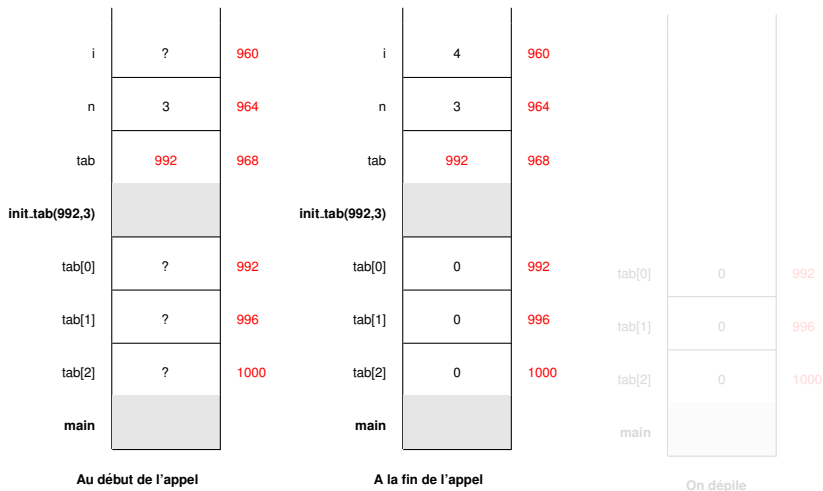 i ? 960 i 4 960
n 3 964 n 3 964
tab 992 968 tab 992 968
init_tab(992,3) init_tab(992,3)
tab[0] ? 992 tab[0] 0 992 tab[0] 0 992
tab[1] ? 996 tab[1] 0 996 tab[1] 0 996
tab[2] ? 1000 tab[2] 0 1000 tab[2] 0 1000
main main main
Au début de l'appel A la fin de l'appel On dépile